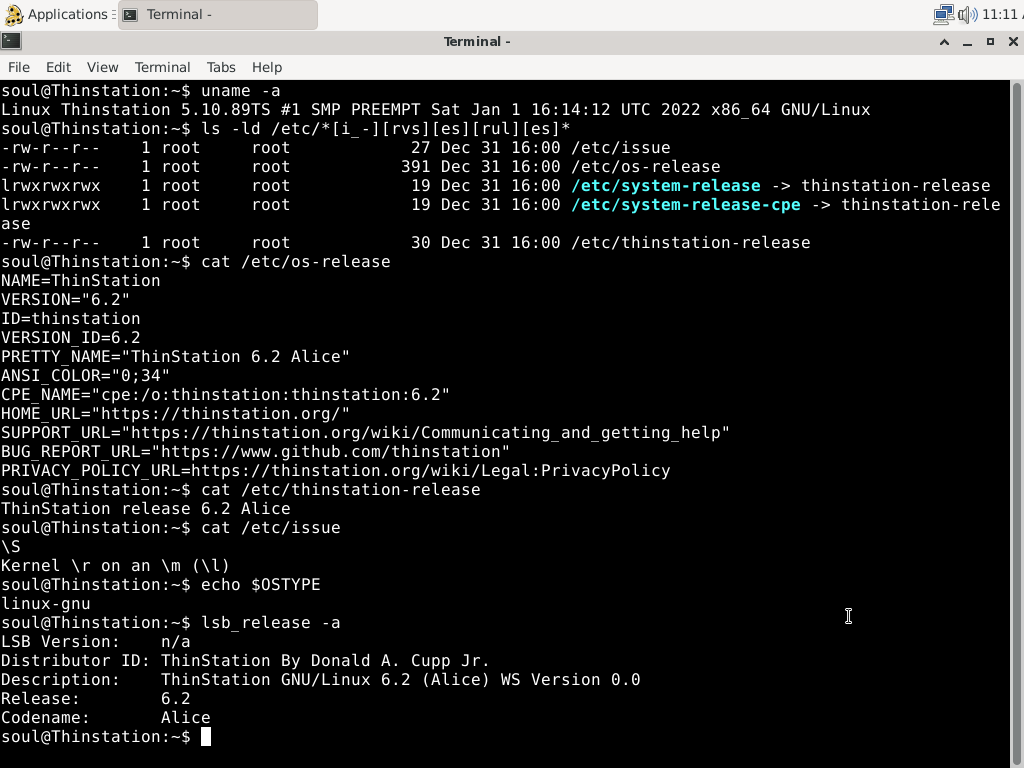 Applications
Terminal -
11:11
Terminal -
File Edit View Terminal Tabs Help
soul@Thinstation:~$ uname -a
Linux Thinstation 5.10.89TS #1 SMP PREEMPT Sat Jan 1 16:14:12 UTC 2022 x86_64 GNU/Linux
soul@Thinstation:~$ ls -ld /etc/*[i_-][rvs][es][rul][es]*
-rw-r--r--    1 root     root            27 Dec 31 16:00 /etc/issue
-rw-r--r--    1 root     root           391 Dec 31 16:00 /etc/os-release
lrwxrwxrwx    1 root     root            19 Dec 31 16:00 /etc/system-release -> thinstation-release
lrwxrwxrwx    1 root     root            19 Dec 31 16:00 /etc/system-release-cpe -> thinstation-rele
ase
-rw-r--r--    1 root     root            30 Dec 31 16:00 /etc/thinstation-release
soul@Thinstation:~$ cat /etc/os-release
NAME=ThinStation
VERSION="6.2"
ID=thinstation
VERSION_ID=6.2
PRETTY_NAME="ThinStation 6.2 Alice"
ANSI_COLOR="0;34"
CPE_NAME="cpe:/o:thinstation:thinstation:6.2"
HOME_URL="https://thinstation.org/"
SUPPORT_URL="https://thinstation.org/wiki/Communicating_and_getting_help"
BUG_REPORT_URL="https://www.github.com/thinstation"
PRIVACY_POLICY_URL=https://thinstation.org/wiki/Legal:PrivacyPolicy
soul@Thinstation:~$ cat /etc/thinstation-release
ThinStation release 6.2 Alice
soul@Thinstation:~$ cat /etc/issue
\S
Kernel \r on an \m (\l)
soul@Thinstation:~$ echo $OSTYPE
linux-gnu
soul@Thinstation:~$ lsb_release -a
LSB Version:    n/a
Distributor ID: ThinStation By Donald A. Cupp Jr.
Description:    ThinStation GNU/Linux 6.2 (Alice) WS Version 0.0
Release:        6.2
Codename:       Alice
soul@Thinstation:~$